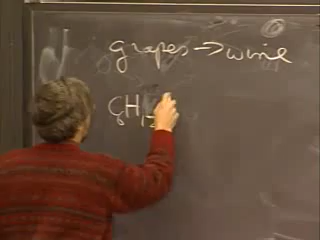 grapes → wine
C₆H₁₂